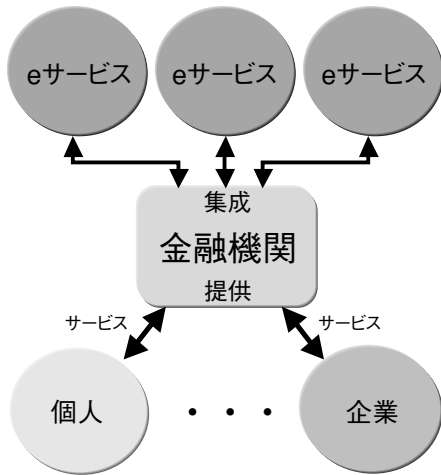 eサービス
eサービス
eサービス
集成
金融機関
提供
サービス
サービス
個人
・・・
企業